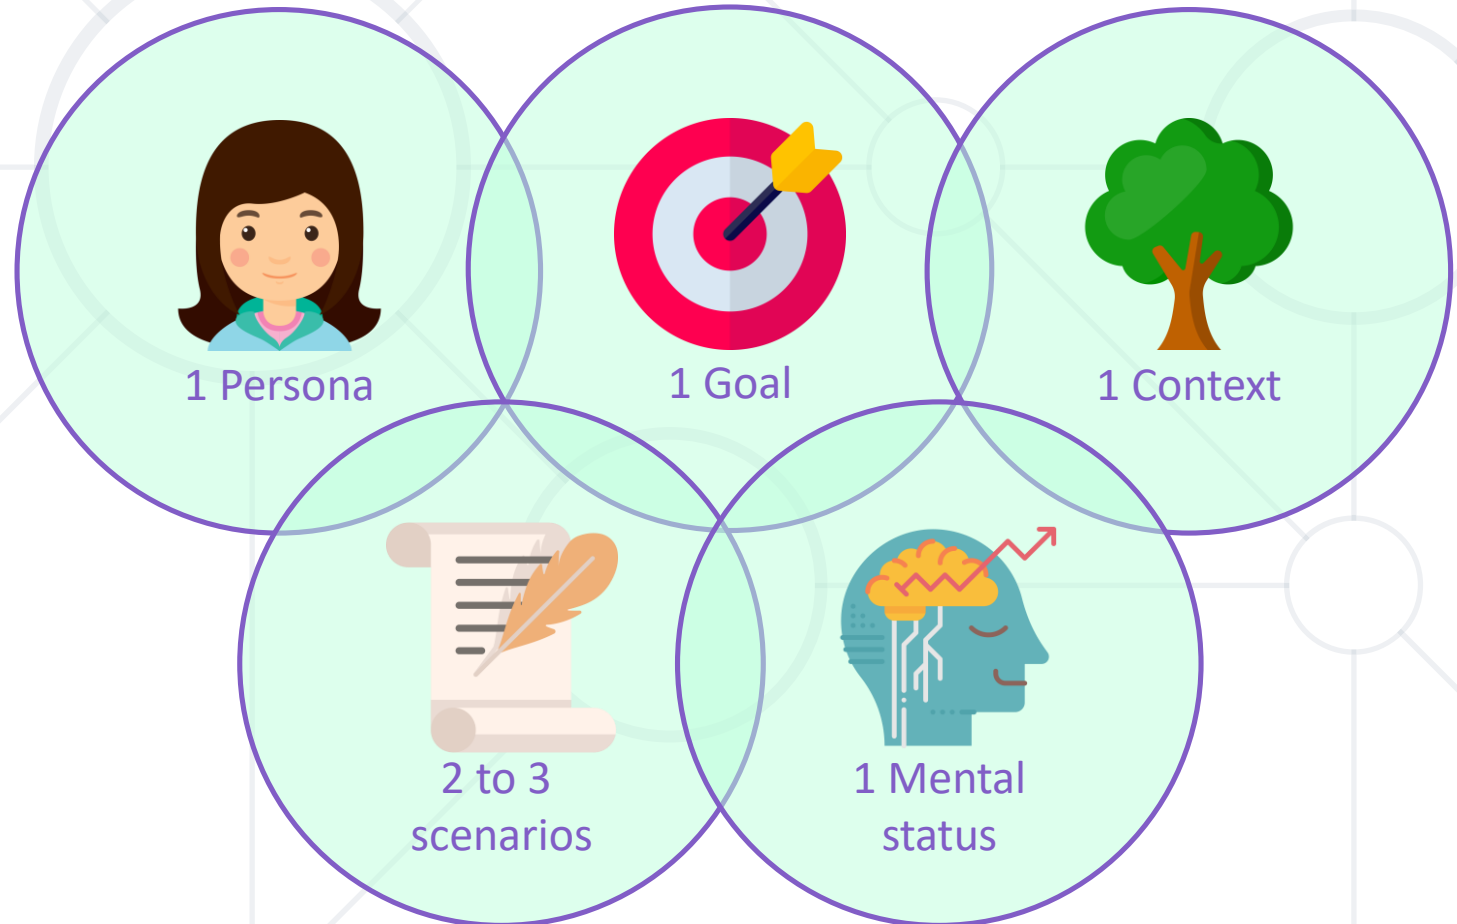 1 Persona
1 Goal
1 Context
2 to 3
scenarios
1 Mental
status